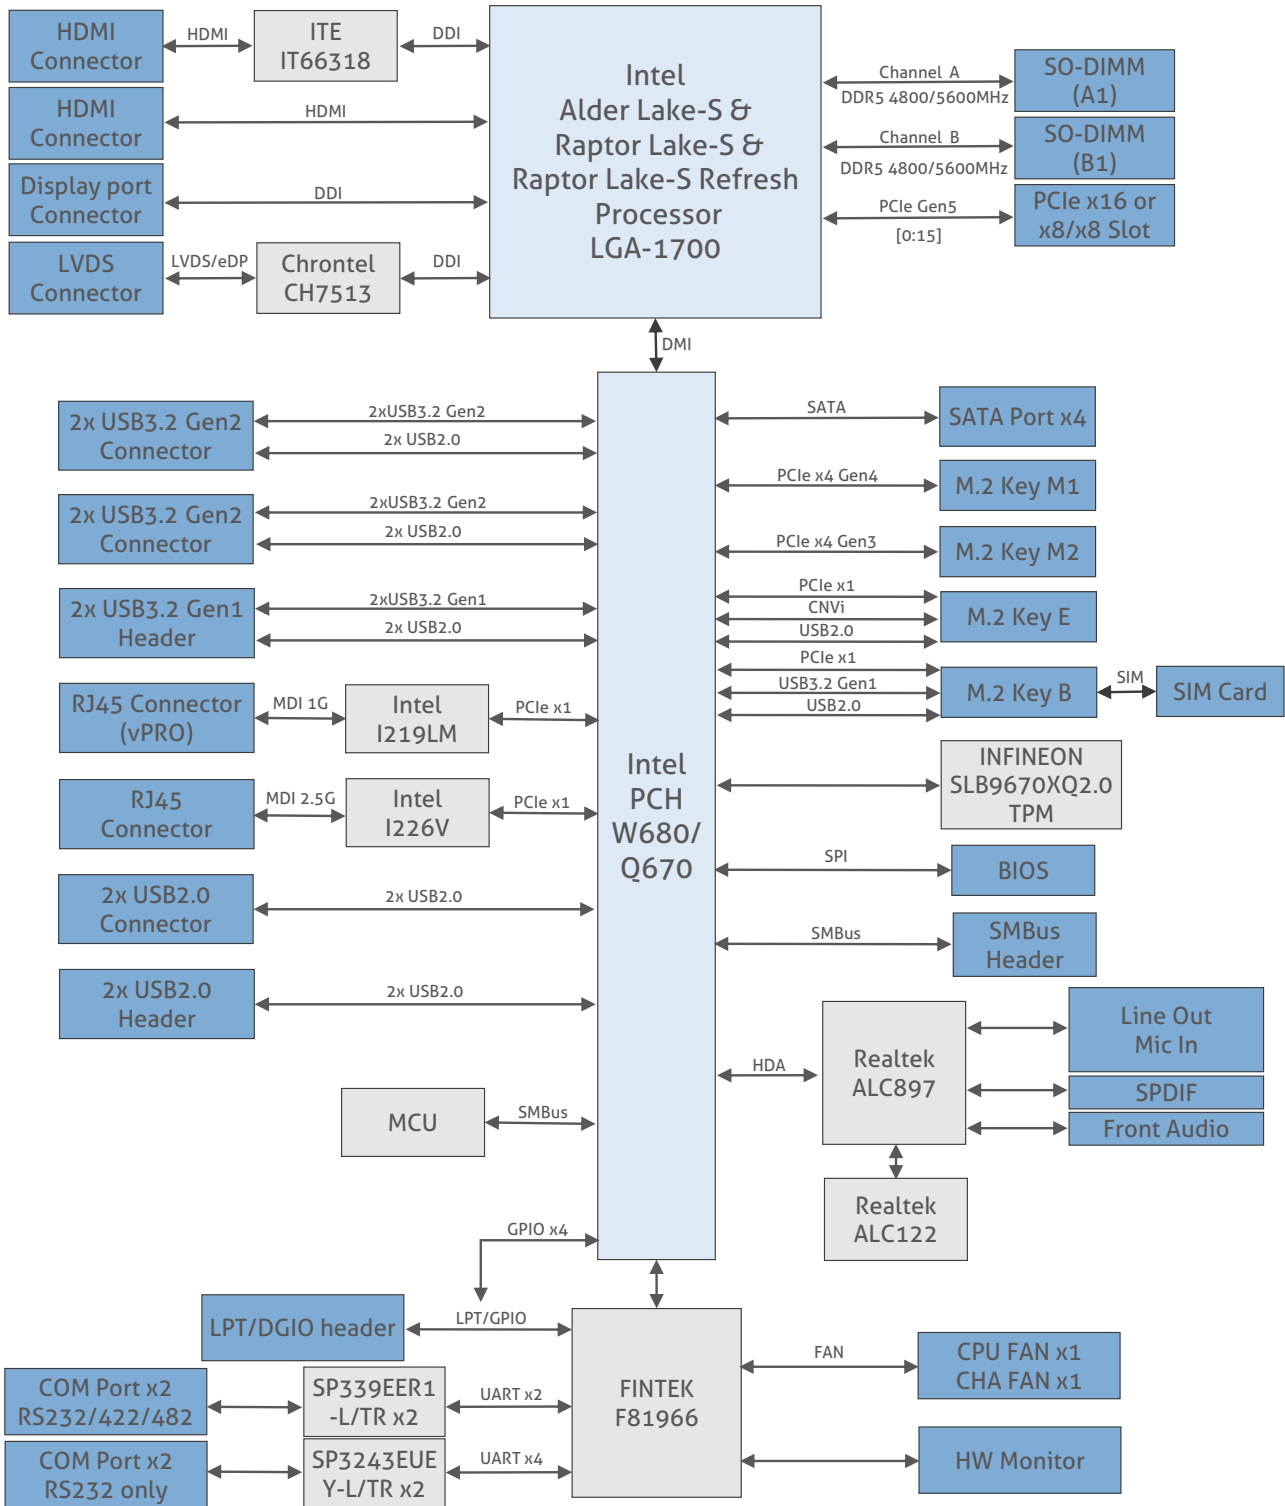 HDMI
Connector
HDMI
ITE
IT66318
DDI
HDMI
Connector
HDMI
Display port
Connector
DDI
LVDS
Connector
LVDS/eDP
Chrontel
CH7513
DDI
Intel
Alder Lake-S &
Raptor Lake-S &
Raptor Lake-S Refresh
Processor
LGA-1700
Channel A
DDR5 4800/5600MHz
SO-DIMM
(A1)
Channel B
DDR5 4800/5600MHz
SO-DIMM
(B1)
PCIe Gen5
[0:15]
PCIe x16 or
x8/x8 Slot
DMI
2x USB3.2 Gen2
Connector
2xUSB3.2 Gen2
2x USB2.0
2x USB3.2 Gen2
Connector
2xUSB3.2 Gen2
2x USB2.0
2x USB3.2 Gen1
Header
2xUSB3.2 Gen1
2x USB2.0
RJ45 Connector
(vPRO)
MDI 1G
Intel
I219LM
PCIe x1
RJ45
Connector
MDI 2.5G
Intel
I226V
PCIe x1
2x USB2.0
Connector
2x USB2.0
2x USB2.0
Header
2x USB2.0
MCU
SMBus
GPIO x4
Intel
PCH
W680/
Q670
SATA
SATA Port x4
PCIe x4 Gen4
M.2 Key M1
PCIe x4 Gen3
M.2 Key M2
PCIe x1
CNVi
USB2.0
M.2 Key E
PCIe x1
USB3.2 Gen1
USB2.0
M.2 Key B
SIM
SIM Card
INFINEON
SLB9670XQ2.0
TPM
SPI
BIOS
SMBus
SMBus
Header
HDA
Realtek
ALC897
Line Out
Mic In
SPDIF
Front Audio
Realtek
ALC122
LPT/DGIO header
LPT/GPIO
COM Port x2
RS232/422/482
SP339EER1
-L/TR x2
UART x2
COM Port x2
RS232 only
SP3243EUE
Y-L/TR x2
UART x4
FINTEK
F81966
FAN
CPU FAN x1
CHA FAN x1
HW Monitor